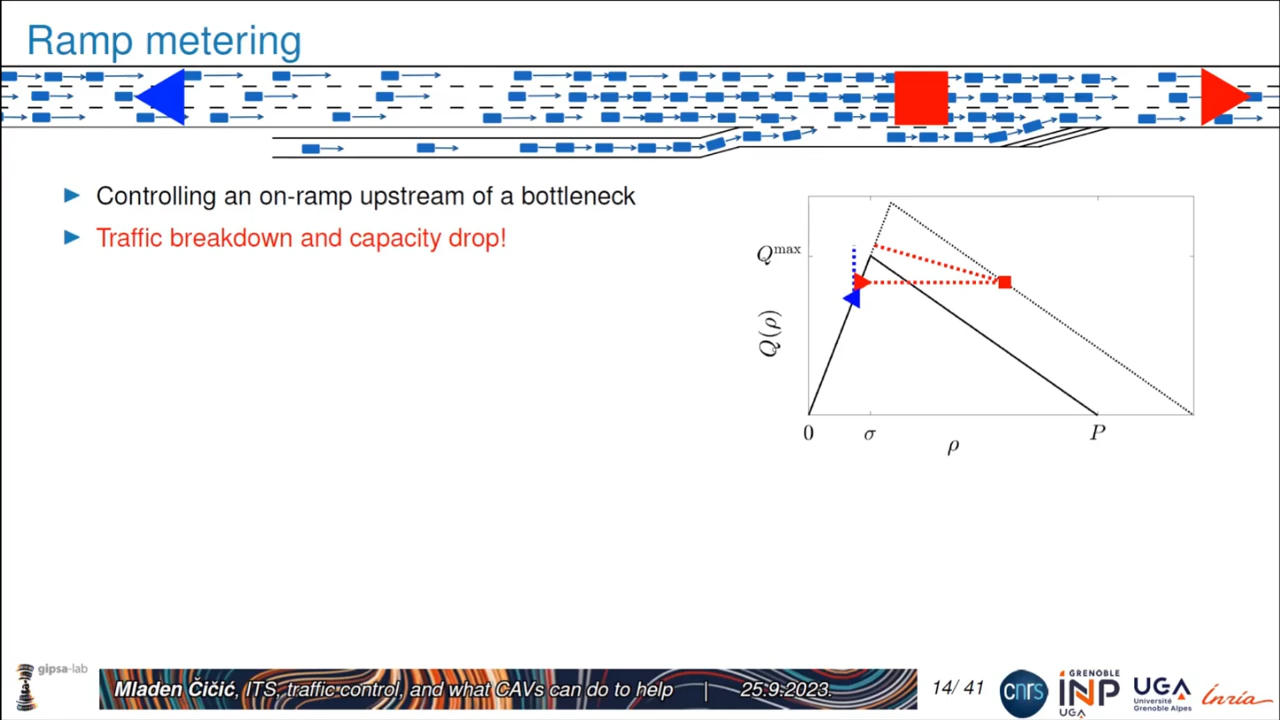 Ramp metering
▶ Controlling an on-ramp upstream of a bottleneck
▶ Traffic breakdown and capacity drop!
Q^max
Q(ρ)
0
σ
P
ρ
gipsa-lab
Mladen Čičić, ITS, traffic control, and what CAVs can do to help | 25.9.2023.
14/ 41
cnrs
GRENOBLE
INP
UGA
UGA
Université
Grenoble Alpes
Inria